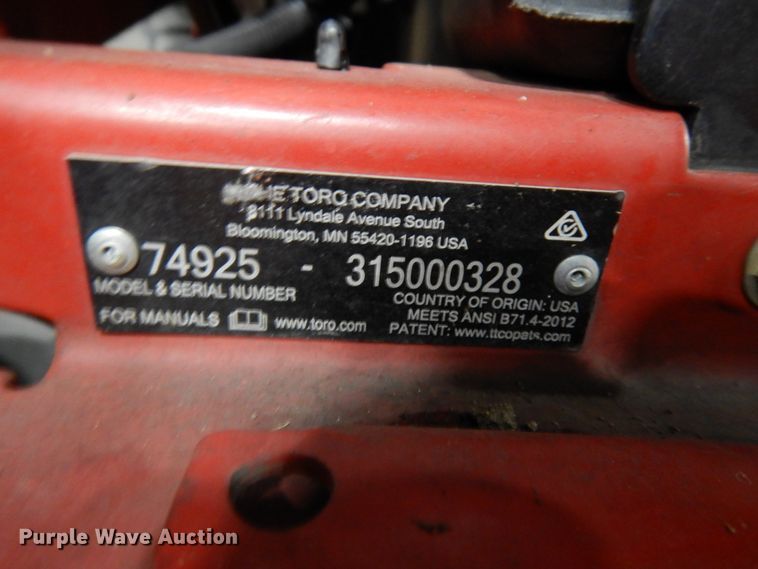 THE TORO COMPANY
8111 Lyndale Avenue South
Bloomington, MN 55420-1196 USA
74925 - 315000328
MODEL & SERIAL NUMBER
COUNTRY OF ORIGIN: USA
MEETS ANSI B71.4-2012
FOR MANUALS www.toro.com
PATENT: www.ttcopats.com
Purple Wave Auction®